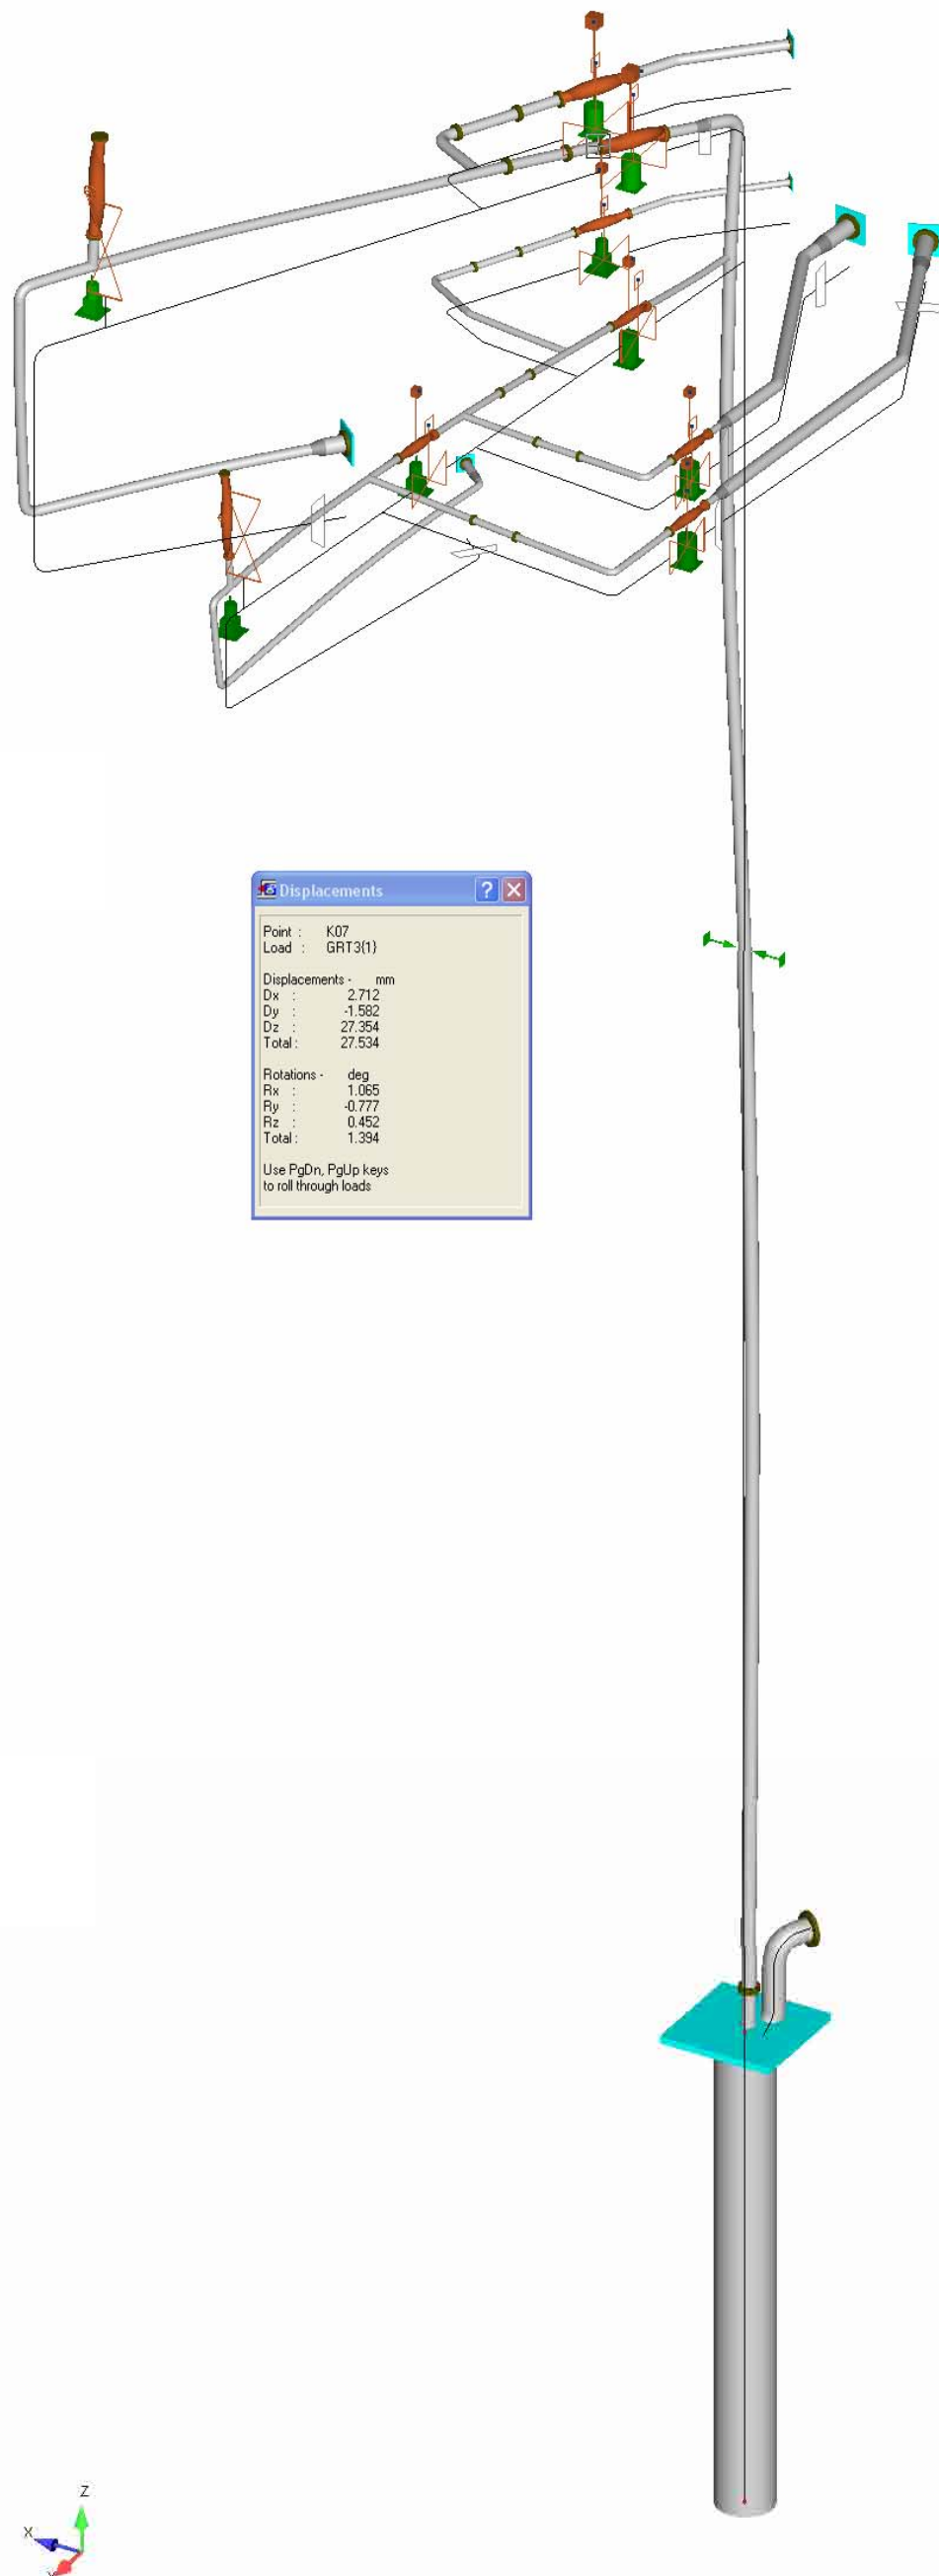 Displacements
Point : K07
Load : GRT3{1}
Displacements - mm
Dx : 2.712
Dy : -1.582
Dz : 27.354
Total : 27.534
Rotations - deg
Rx : 1.065
Ry : -0.777
Rz : 0.452
Total : 1.394
Use PgDn, PgUp keys
to roll through loads
Z
X
Y